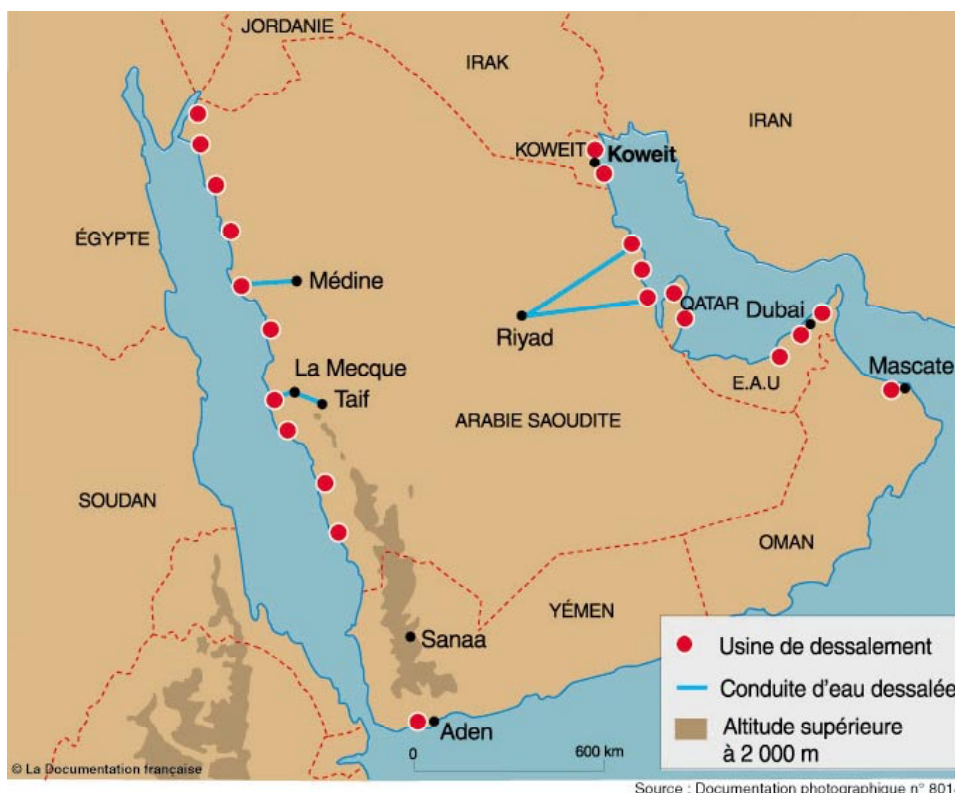 JORDANIE
IRAK
IRAN
KOWEIT
Koweit
ÉGYPTE
Médine
QATAR
Dubai
Riyad
La Mecque
Mascate
E.A.U
Taif
ARABIE SAOUDITE
SOUDAN
OMAN
YÉMEN
Sanaa
Usine de dessalement
Conduite d'eau dessalée
Aden
Altitude supérieure
à 2 000 m
0
600 km
© La Documentation française
Source : Documentation photographique n°